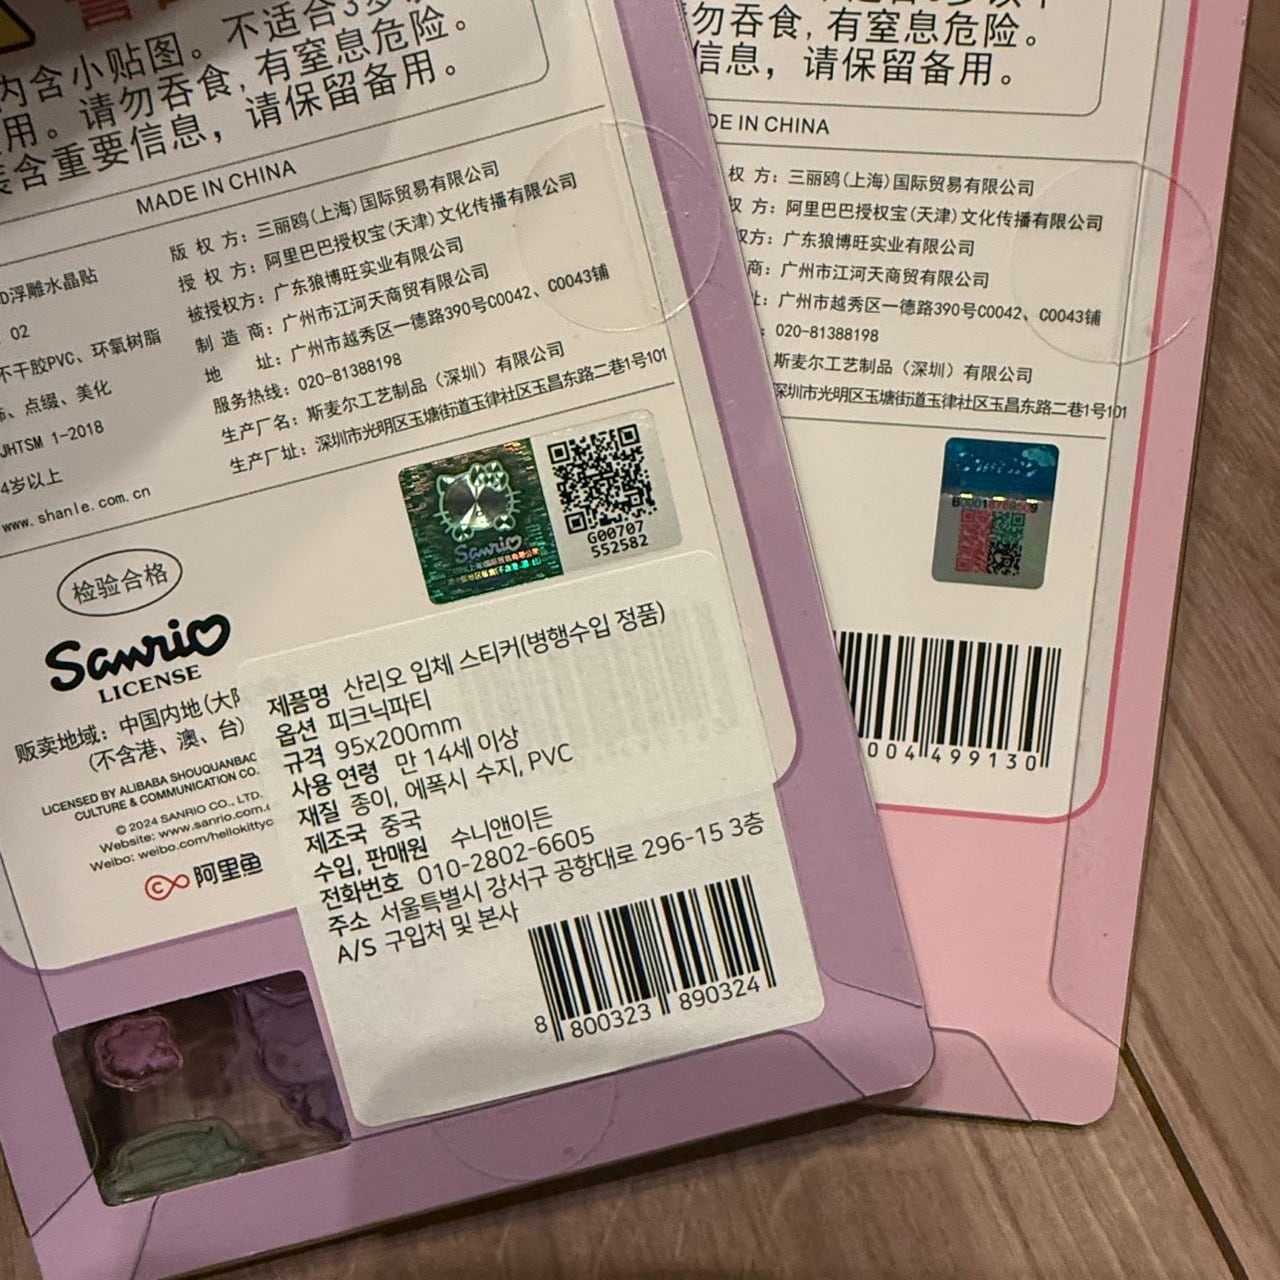 内含小贴图。不适合3岁
用。请勿吞食,有窒息危险。
装含重要信息，请保留备用。
MADE IN CHINA
D浮雕水晶贴
02
不干胶PVC、环氧树脂
饰、点缀、美化
JHTSM 1-2018
4岁以上
www.shanle.com.cn
版 权 方：三丽鸥(上海)国际贸易有限公司
授 权 方：阿里巴巴授权宝(天津)文化传播有限公司
被授权方：广东狼博旺实业有限公司
制 造 商：广州市江河天商贸有限公司
地 址：广州市越秀区一德路390号C0042、C0043铺
服务热线：020-81388198
生产厂名：斯麦尔工艺制品（深圳）有限公司
生产厂址：深圳市光明区玉塘街道玉律社区玉昌东路二巷1号101
检验合格
Sanrio
LICENSE
贩卖地域：中国内地(大陆
(不含港、澳、台)
LICENSED BY ALIBABA SHOUQUANBAO
CULTURE & COMMUNICATION CO.
© 2024 SANRIO CO., LTD.
Website: www.sanrio.com.c
Weibo: weibo.com/hellokittyc
阿里鱼
Sanrio
G00707
552582
제품명 산리오 입체 스티커(병행수입 정품)
옵션 피크닉파티
규격 95x200mm
사용 연령 만 14세 이상
재질 종이, 에폭시 수지, PVC
제조국 중국
수입, 판매원 수니앤이든
전화번호 010-2802-6605
주소 서울특별시 강서구 공항대로 296-15 3층
A/S 구입처 및 본사
8 800323 890324
勿吞食,有窒息危险。
信息，请保留备用。
DE IN CHINA
权 方：三丽鸥(上海)国际贸易有限公司
权 方：阿里巴巴授权宝(天津)文化传播有限公司
权方：广东狼博旺实业有限公司
商：广州市江河天商贸有限公司
址：广州市越秀区一德路390号C0042、C0043铺
：020-81388198
斯麦尔工艺制品（深圳）有限公司
深圳市光明区玉塘街道玉律社区玉昌东路二巷1号101
004 499130